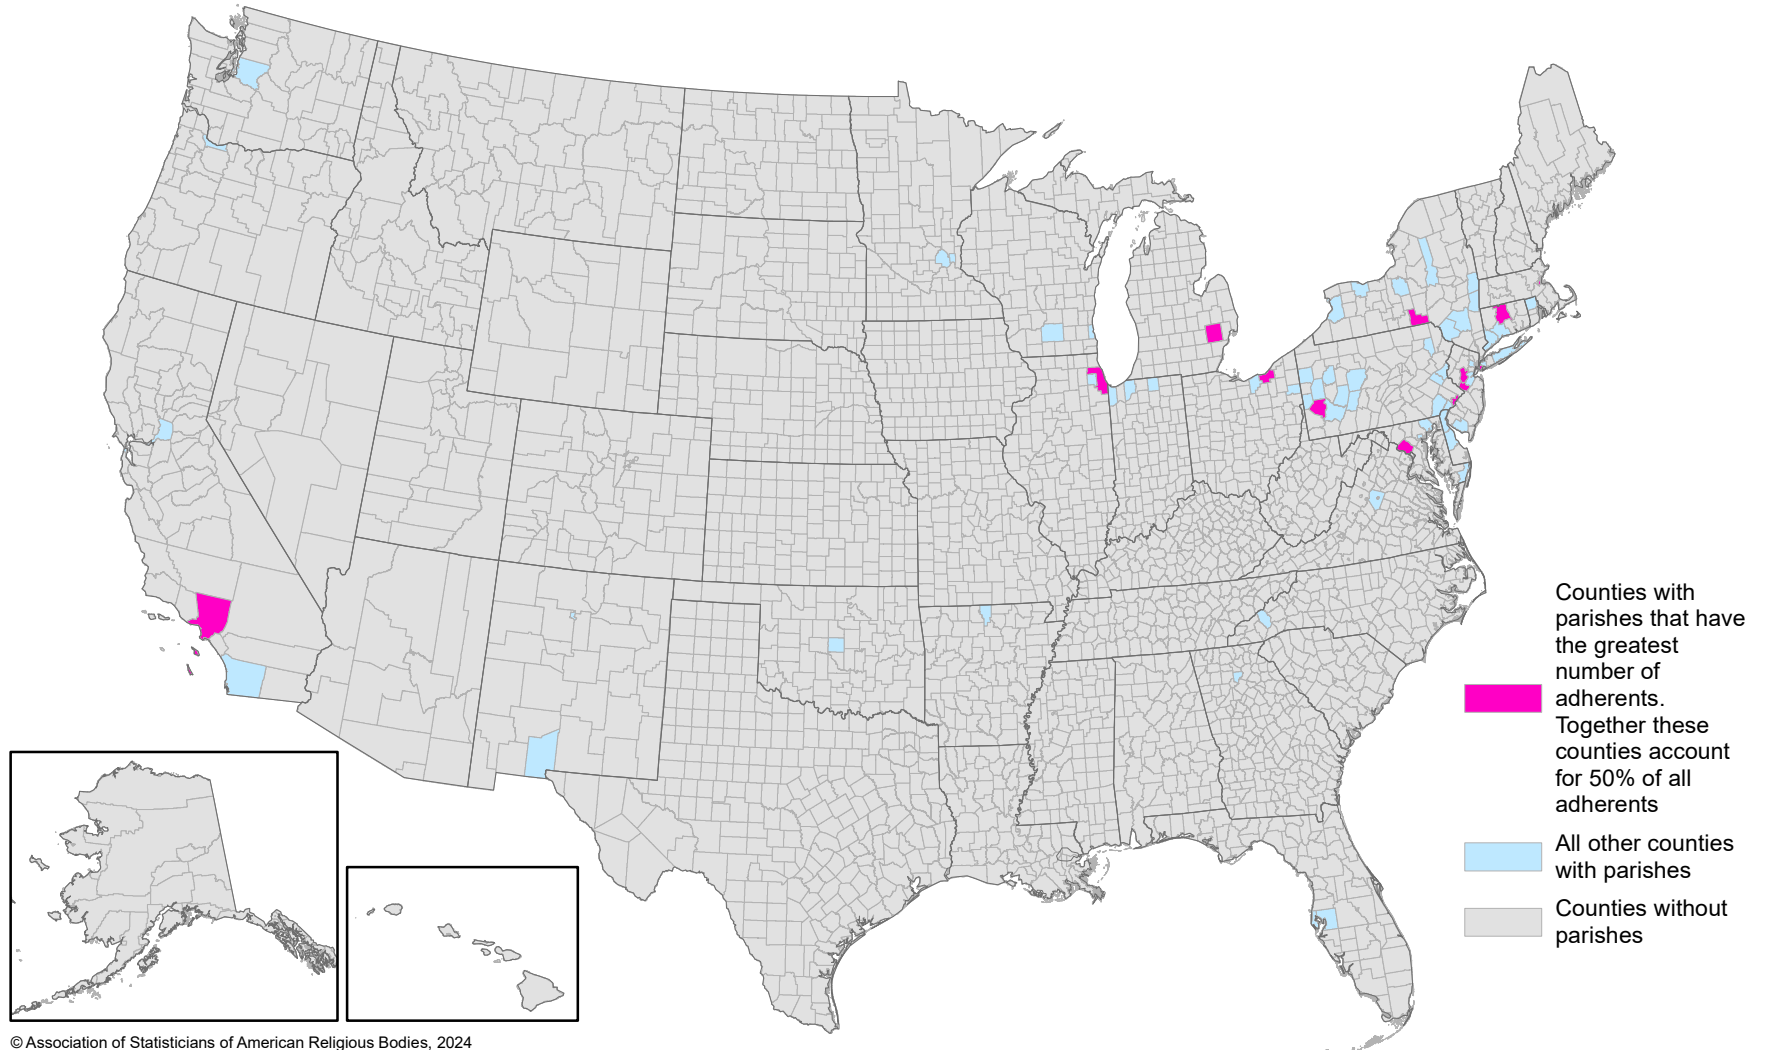 Counties with
parishes that have
the greatest
number of
adherents.
Together these
counties account
for 50% of all
adherents
All other counties
with parishes
Counties without
parishes
© Association of Statisticians of American Religious Bodies, 2024